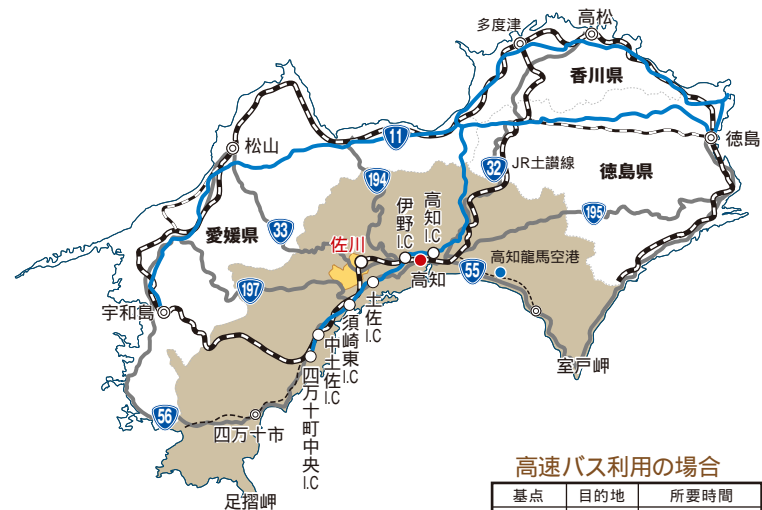 高松
多度津
香川県
11
松山
徳島
JR土讃線
32
194
徳島県
高知I.C
伊野I.C
195
33
愛媛県
佐川
高知龍馬空港
55
高知
197
土佐I.C
宇和島
須崎東I.C
中土佐I.C
室戸岬
四万十町中央I.C
56
四万十市
足摺岬
高速バス利用の場合
基点 目的地 所要時間